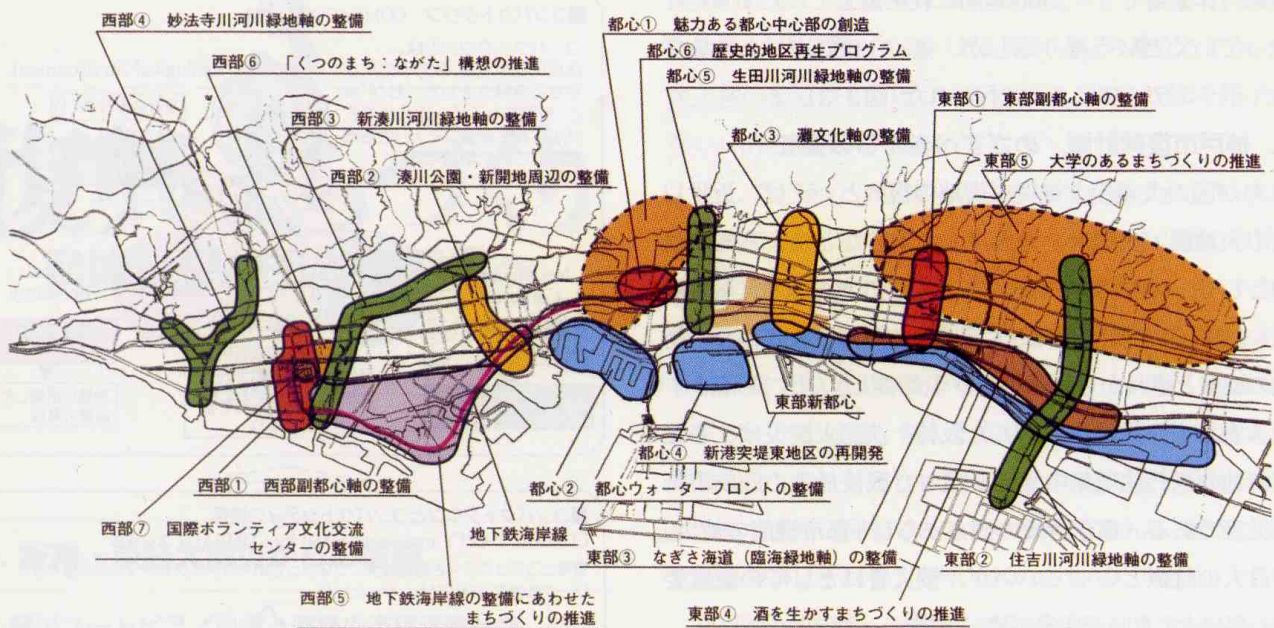 西部④　妙法寺川河川緑地軸の整備
都心①　魅力ある都心中心部の創造
都心⑥　歴史的地区再生プログラム
西部⑥　「くつのまち：ながた」構想の推進
都心⑤　生田川河川緑地軸の整備
東部①　東部副都心軸の整備
西部③　新湊川河川緑地軸の整備
都心③　灘文化軸の整備
東部⑤　大学のあるまちづくりの推進
西部②　湊川公園・新開地周辺の整備
東部新都心
都心④　新港突堤東地区の再開発
西部①　西部副都心軸の整備
都心②　都心ウォーターフロントの整備
西部⑦　国際ボランティア文化交流
センターの整備
地下鉄海岸線
東部③　なぎさ海道（臨海緑地軸）の整備
東部②　住吉川河川緑地軸の整備
西部⑤　地下鉄海岸線の整備にあわせた
まちづくりの推進
東部④　酒を生かすまちづくりの推進